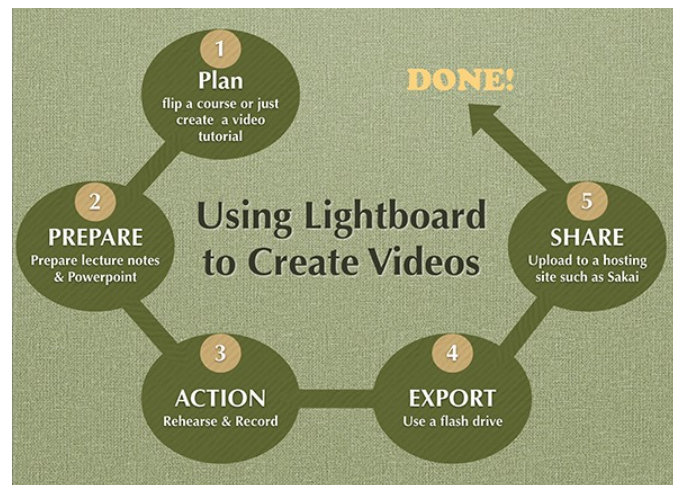 Using Lightboard
to Create Videos
1
Plan
flip a course or just
create a video
tutorial
2
PREPARE
Prepare lecture notes
& Powerpoint
3
ACTION
Rehearse & Record
4
EXPORT
Use a flash drive
5
SHARE
Upload to a hosting
site such as Sakai
DONE!